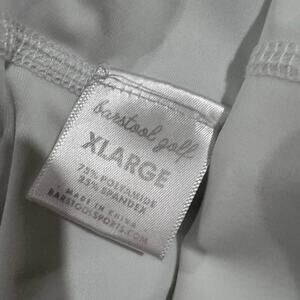 barstool golf
XLARGE
75% POLYAMIDE
25% SPANDEX
MADE IN CHINA
BARSTOOLSPORTS.COM